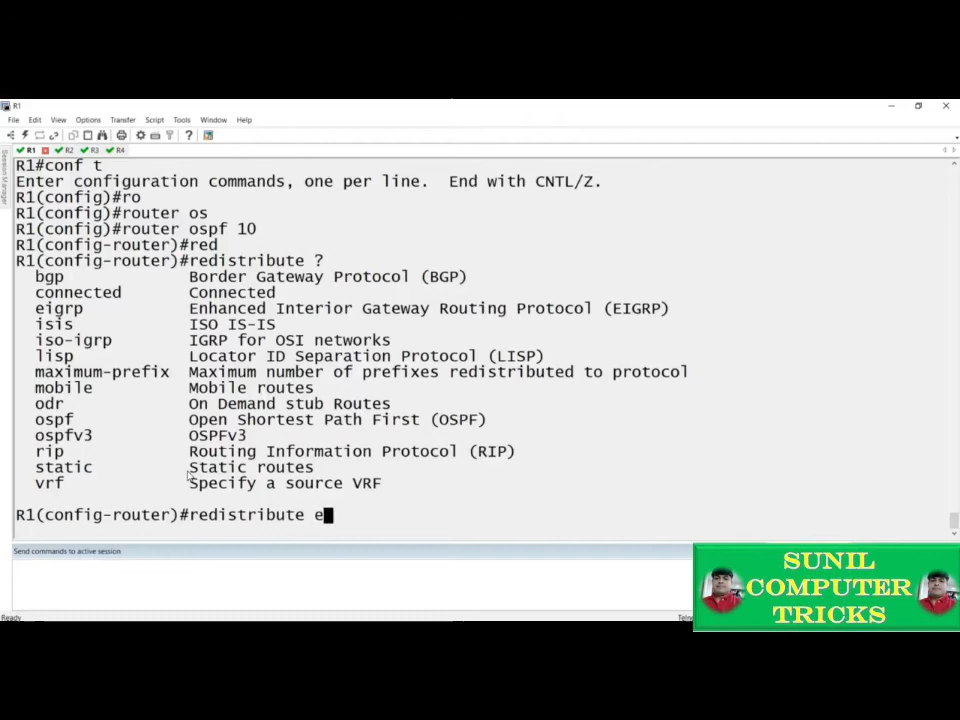 R1
File Edit View Options Transfer Script Tools Window Help
R1 R2 R3 R4
Session Manager
R1#conf t
Enter configuration commands, one per line.  End with CNTL/Z.
R1(config)#ro
R1(config)#router os
R1(config)#router ospf 10
R1(config-router)#red
R1(config-router)#redistribute ?
bgp Border Gateway Protocol (BGP)
connected Connected
eigrp Enhanced Interior Gateway Routing Protocol (EIGRP)
isis ISO IS-IS
iso-igrp IGRP for OSI networks
lisp Locator ID Separation Protocol (LISP)
maximum-prefix Maximum number of prefixes redistributed to protocol
mobile Mobile routes
odr On Demand stub Routes
ospf Open Shortest Path First (OSPF)
ospfv3 OSPFv3
rip Routing Information Protocol (RIP)
static Static routes
vrf Specify a source VRF
R1(config-router)#redistribute e
Send commands to active session
SUNIL
COMPUTER
TRICKS
Ready